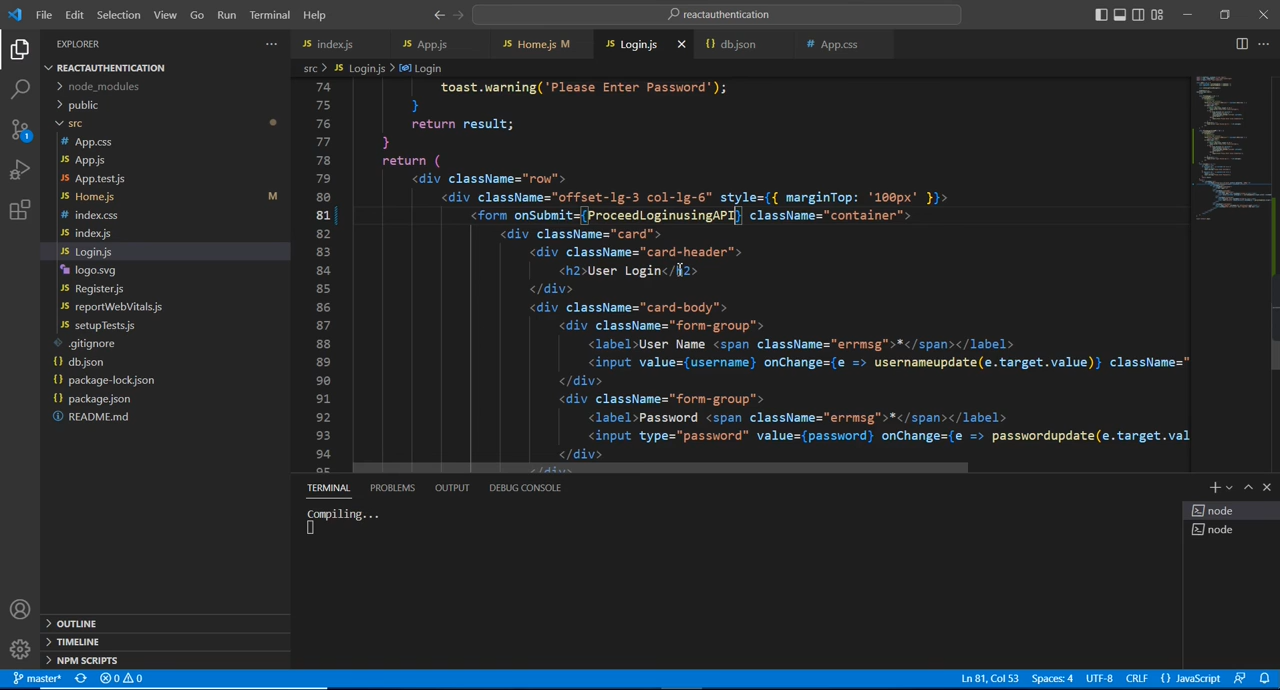 File Edit Selection View Go Run Terminal Help
reactauthentication
EXPLORER
REACTAUTHENTICATION
node_modules
public
src
App.css
App.js
App.test.js
Home.js M
index.css
index.js
Login.js
logo.svg
Register.js
reportWebVitals.js
setupTests.js
.gitignore
db.json
package-lock.json
package.json
README.md
OUTLINE
TIMELINE
NPM SCRIPTS
JS index.js JS App.js JS Home.js M JS Login.js {} db.json # App.css
src > JS Login.js > Login
74 toast.warning('Please Enter Password');
75 }
76 return result;
77 }
78 return (
79 <div className="row">
80 <div className="offset-lg-3 col-lg-6" style={{ marginTop: '100px' }}>
81 <form onSubmit={ProceedLoginusingAPI} className="container">
82 <div className="card">
83 <div className="card-header">
84 <h2>User Login</h2>
85 </div>
86 <div className="card-body">
87 <div className="form-group">
88 <label>User Name <span className="errmsg">*</span></label>
89 <input value={username} onChange={e => usernameupdate(e.target.value)} className="
90 </div>
91 <div className="form-group">
92 <label>Password <span className="errmsg">*</span></label>
93 <input type="password" value={password} onChange={e => passwordupdate(e.target.val
94 </div>
95 </div>
TERMINAL PROBLEMS OUTPUT DEBUG CONSOLE
Compiling...
node
node
master* 0 0 Ln 81, Col 53 Spaces: 4 UTF-8 CRLF {} JavaScript